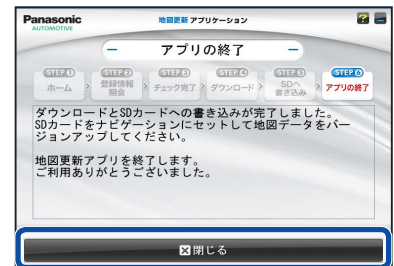 Panasonic
AUTOMOTIVE
地図更新 アプリケーション
?
アプリの終了
STEP① STEP② STEP③ STEP④ STEP⑤ STEP⑥
ホーム > 登録情報照会 > チェック完了 > ダウンロード > SDへ書き込み > アプリの終了
ダウンロードとSDカードへの書き込みが完了しました。
SDカードをナビゲーションにセットして地図データをバー
ジョンアップしてください。
地図更新アプリを終了します。
ご利用ありがとうございました。
閉じる